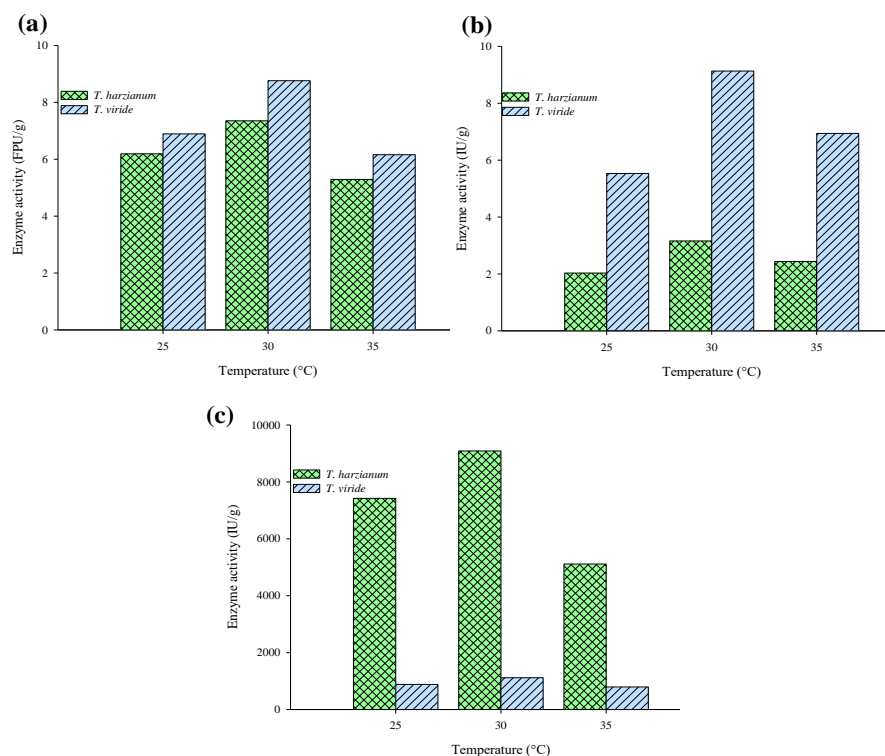 (a)
10
8
6
4
2
0
Enzyme activity (FPU/g)
T. harzianum
T. viride
25 30 35
Temperature (°C)
(b)
10
8
6
4
2
0
Enzyme activity (IU/g)
T. harzianum
T. viride
25 30 35
Temperature (°C)
(c)
10000
8000
6000
4000
2000
0
Enzyme activity (IU/g)
T. harzianum
T. viride
25 30 35
Temperature (°C)